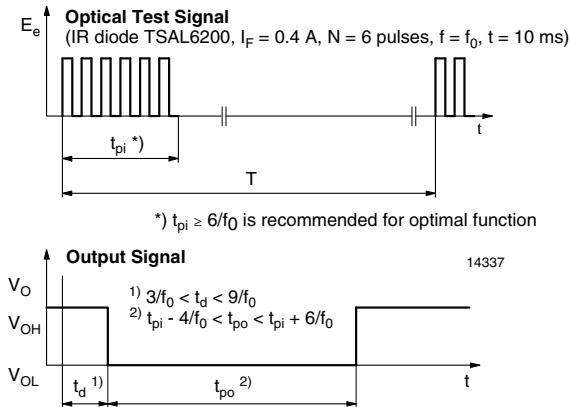 Optical Test Signal
E_e
(IR diode TSAL6200, I_F = 0.4 A, N = 6 pulses, f = f_0, t = 10 ms)
t
t_pi *)
T
*) t_pi ≥ 6/f_0 is recommended for optimal function
Output Signal
14337
V_O
1) 3/f_0 < t_d < 9/f_0
V_OH
2) t_pi - 4/f_0 < t_po < t_pi + 6/f_0
V_OL
t_d 1)
t_po 2)
t